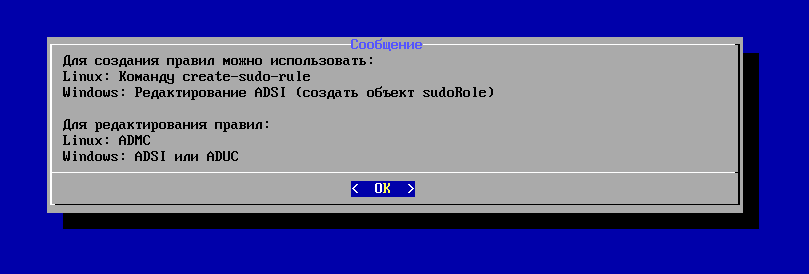 Сообщение
Для создания правил можно использовать:
Linux: Команду create-sudo-rule
Windows: Редактирование ADSI (создать объект sudoRole)
Для редактирования правил:
Linux: ADMC
Windows: ADSI или ADUC
< OK >